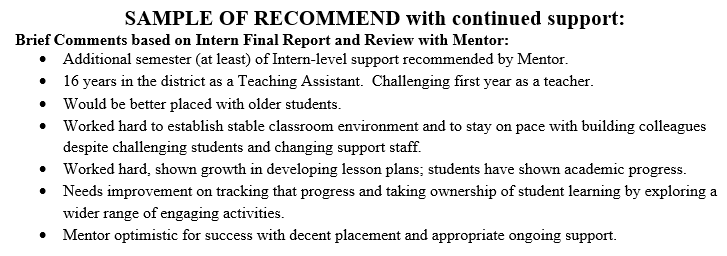 SAMPLE OF RECOMMEND with continued support:
Brief Comments based on Intern Final Report and Review with Mentor:
• Additional semester (at least) of Intern-level support recommended by Mentor.
• 16 years in the district as a Teaching Assistant.  Challenging first year as a teacher.
• Would be better placed with older students.
• Worked hard to establish stable classroom environment and to stay on pace with building colleagues
despite challenging students and changing support staff.
• Worked hard, shown growth in developing lesson plans; students have shown academic progress.
• Needs improvement on tracking that progress and taking ownership of student learning by exploring a
wider range of engaging activities.
• Mentor optimistic for success with decent placement and appropriate ongoing support.